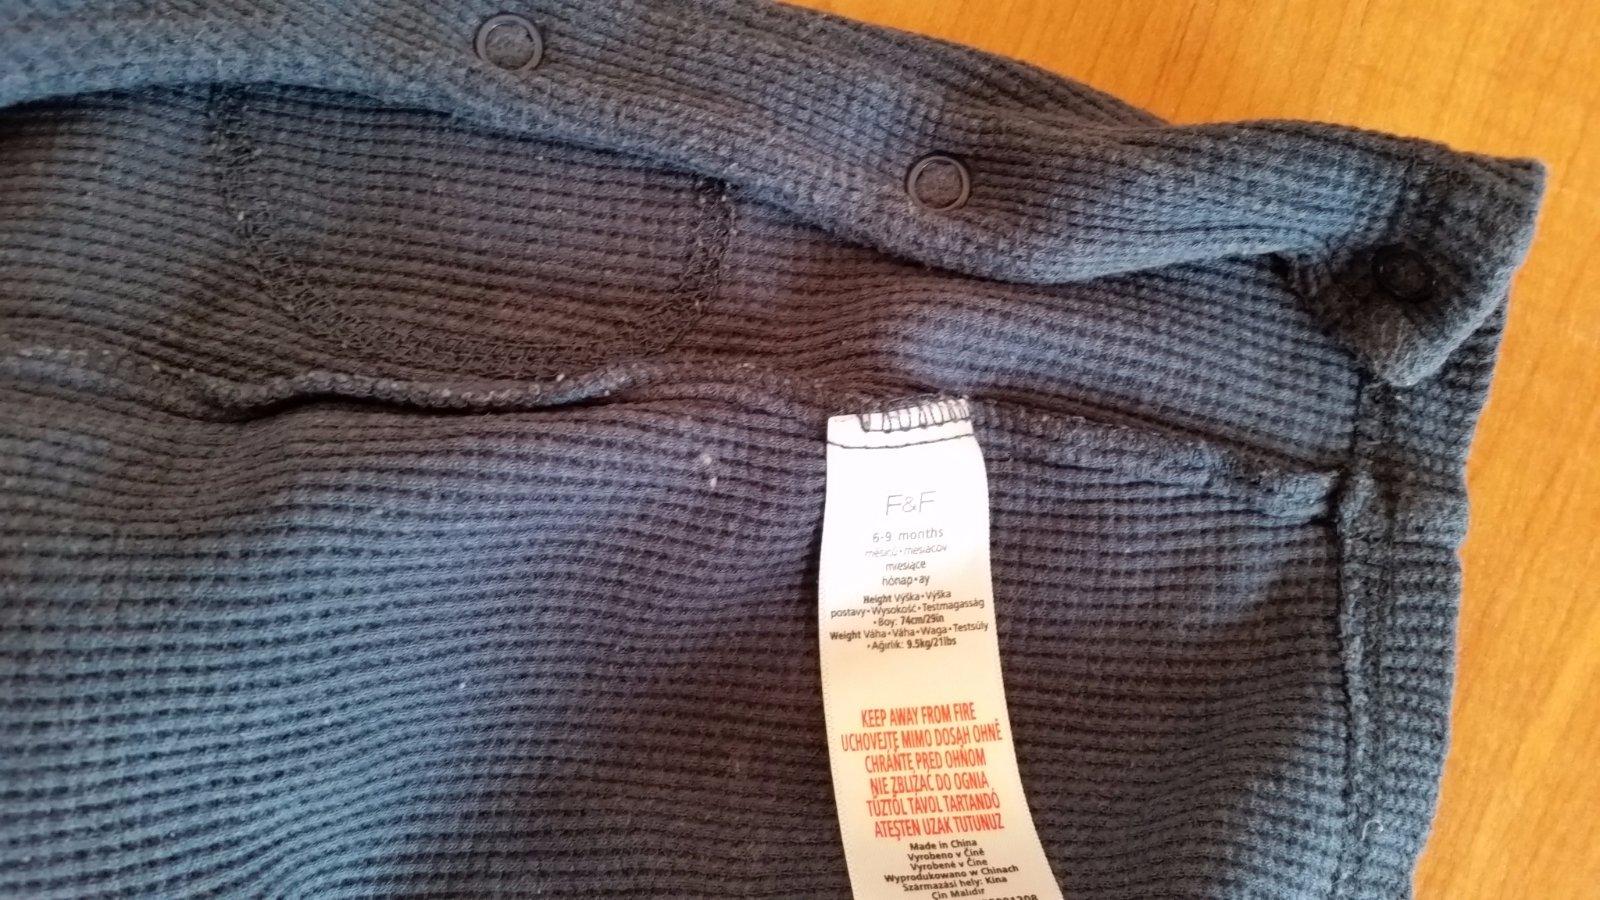 F&F
6-9 months
měsíců • mesiacov
miesiące
hónap • ay
Height Výška • Výška
postavy • Wysokość • Testmagasság
• Boy: 74cm/29in
Weight Váha • Váha • Waga • Testsúly
• Ağırlık: 9.5kg/21lbs
KEEP AWAY FROM FIRE
UCHOVEJTE MIMO DOSAH OHNĚ
CHRÁŇTE PRED OHŇOM
NIE ZBLIŻAĆ DO OGNIA
TŰZTŐL TÁVOL TARTANDÓ
ATEŞTEN UZAK TUTUNUZ
Made in China
Vyrobeno v Číně
Vyrobené v Číne
Wyprodukowano w Chinach
Származási hely: Kína
Çin Malıdır